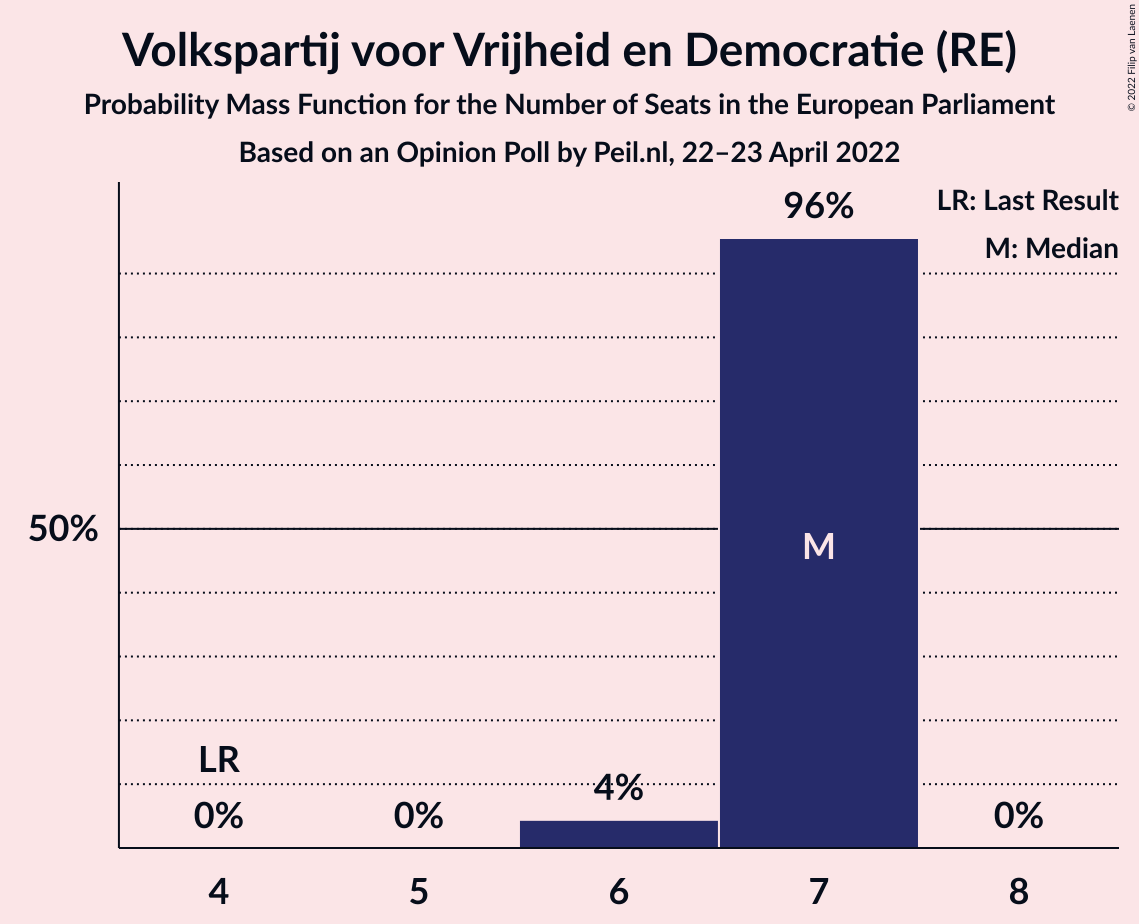 Volkspartij voor Vrijheid en Democratie (RE)
Probability Mass Function for the Number of Seats in the European Parliament
Based on an Opinion Poll by Peil.nl, 22–23 April 2022
© 2022 Filip van Laenen
LR: Last Result
M: Median
96%
50%
M
LR
0%
0%
4%
0%
4
5
6
7
8